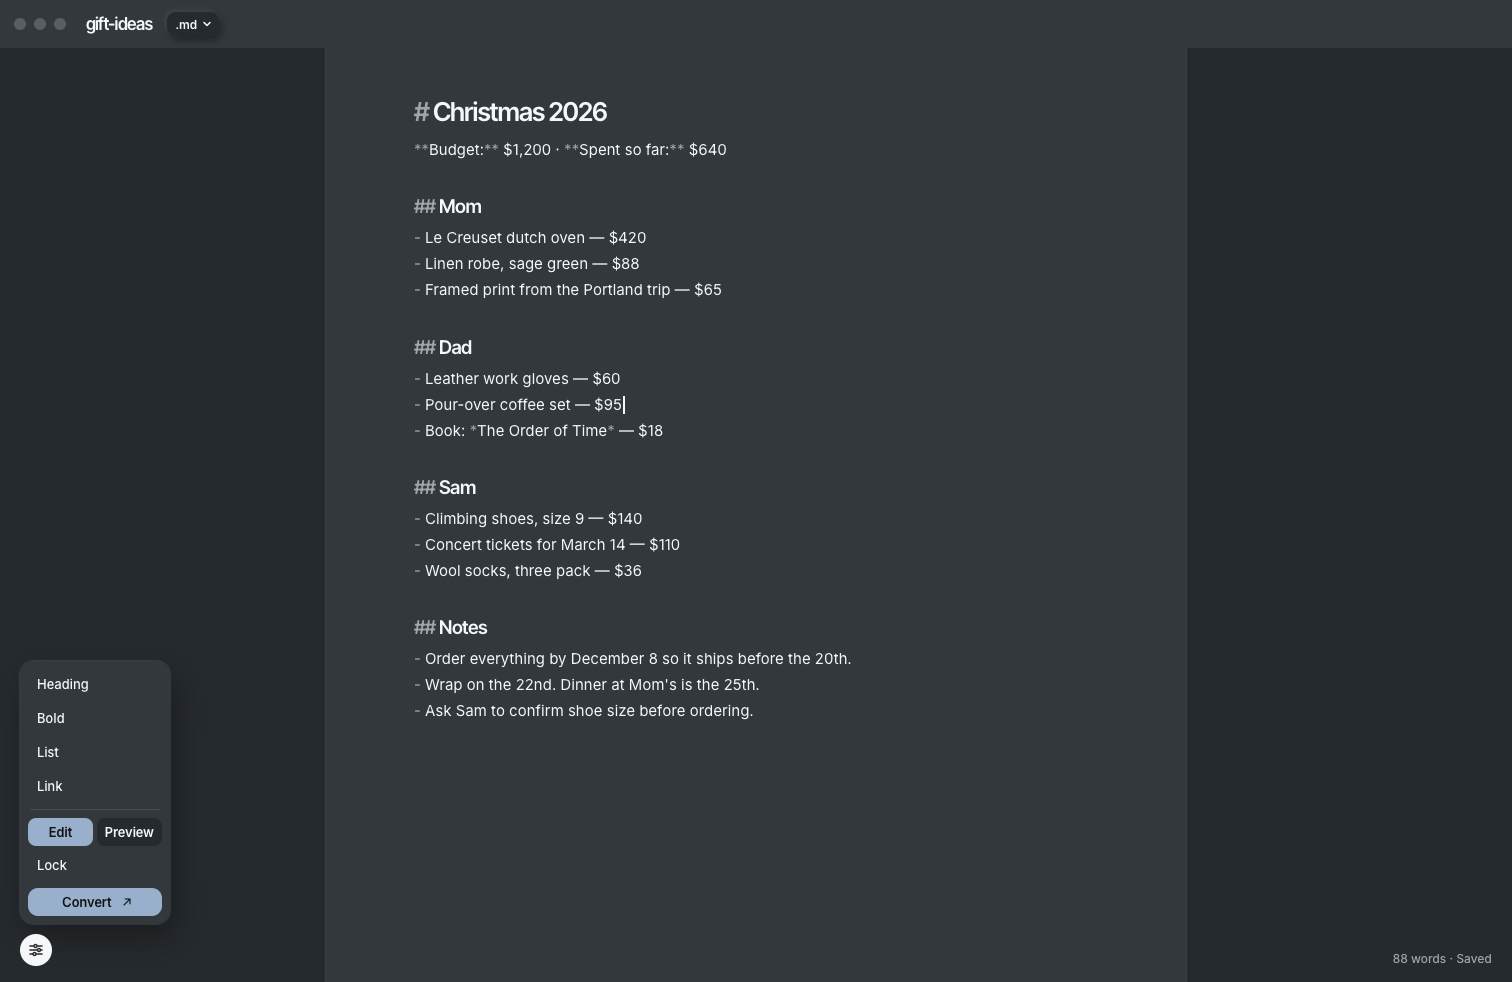 gift-ideas
.md
# Christmas 2026
**Budget:** $1,200 · **Spent so far:** $640
## Mom
- Le Creuset dutch oven — $420
- Linen robe, sage green — $88
- Framed print from the Portland trip — $65
## Dad
- Leather work gloves — $60
- Pour-over coffee set — $95
- Book: *The Order of Time* — $18
## Sam
- Climbing shoes, size 9 — $140
- Concert tickets for March 14 — $110
- Wool socks, three pack — $36
## Notes
- Order everything by December 8 so it ships before the 20th.
- Wrap on the 22nd. Dinner at Mom's is the 25th.
- Ask Sam to confirm shoe size before ordering.
Heading
Bold
List
Link
Edit Preview
Lock
Convert
88 words · Saved